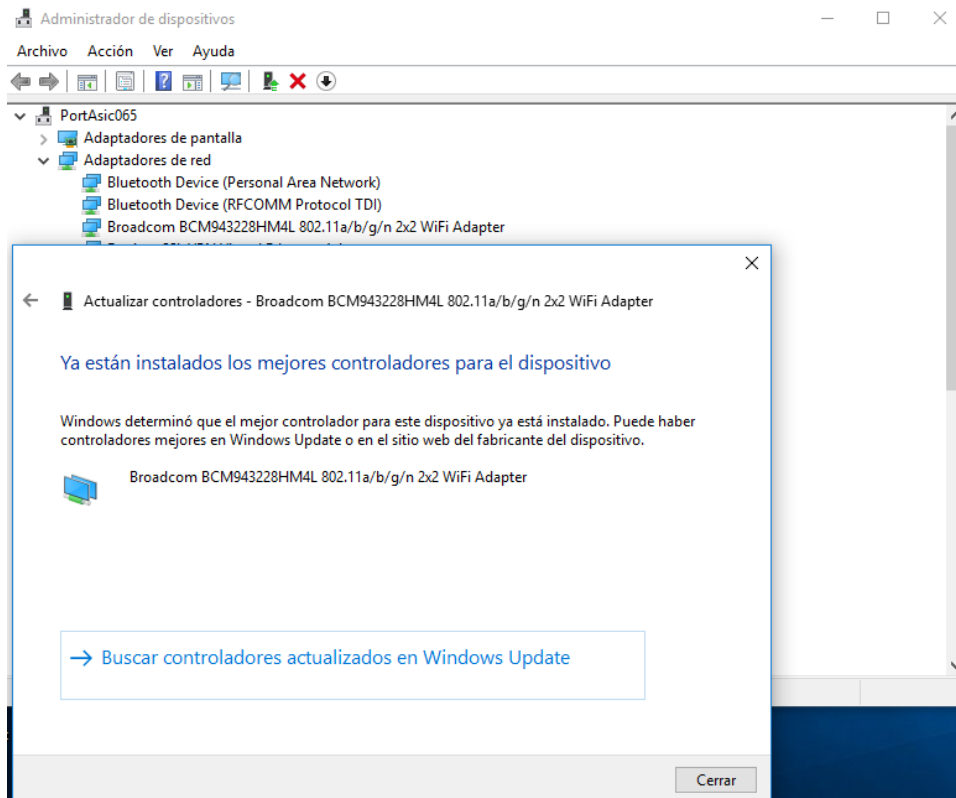 Administrador de dispositivos
Archivo Acción Ver Ayuda
PortAsic065
Adaptadores de pantalla
Adaptadores de red
Bluetooth Device (Personal Area Network)
Bluetooth Device (RFCOMM Protocol TDI)
Broadcom BCM943228HM4L 802.11a/b/g/n 2x2 WiFi Adapter
Actualizar controladores - Broadcom BCM943228HM4L 802.11a/b/g/n 2x2 WiFi Adapter
Ya están instalados los mejores controladores para el dispositivo
Windows determinó que el mejor controlador para este dispositivo ya está instalado. Puede haber
controladores mejores en Windows Update o en el sitio web del fabricante del dispositivo.
Broadcom BCM943228HM4L 802.11a/b/g/n 2x2 WiFi Adapter
Buscar controladores actualizados en Windows Update
Cerrar